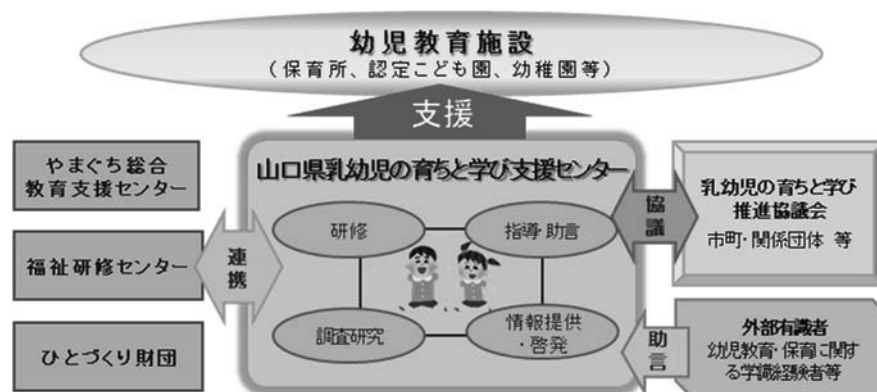 幼児教育施設
（保育所、認定こども園、幼稚園等）
支援
山口県乳幼児の育ちと学び支援センター
研修
指導・助言
調査研究
情報提供
・啓発
やまぐち総合
教育支援センター
福祉研修センター
ひとづくり財団
連携
協議
乳幼児の育ちと学び
推進協議会
市町・関係団体 等
助言
外部有識者
幼児教育・保育に関す
る学識経験者等